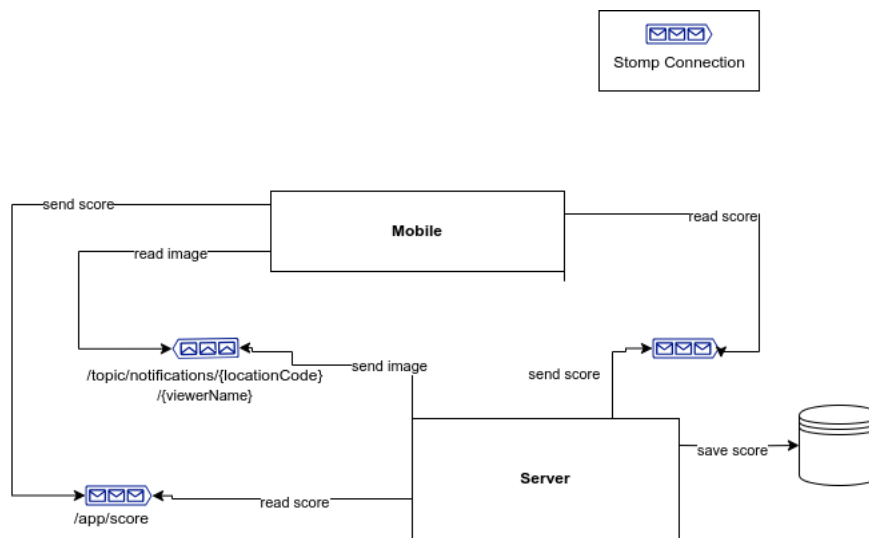 Stomp Connection
send score
read score
Mobile
read image
/topic/notifications/{locationCode}
/{viewerName}
send image
send score
save score
Server
read score
/app/score